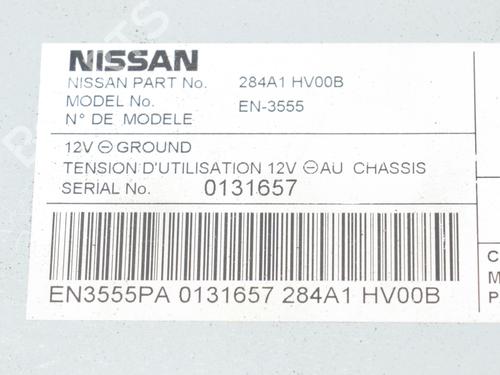 NISSAN
NISSAN PART No. 284A1 HV00B
MODEL No. EN-3555
N° DE MODELE
12V ⊖ GROUND
TENSION D'UTILISATION 12V ⊖ AU CHASSIS
SERIAL No. 0131657
EN3555PA 0131657 284A1 HV00B
C
M
P